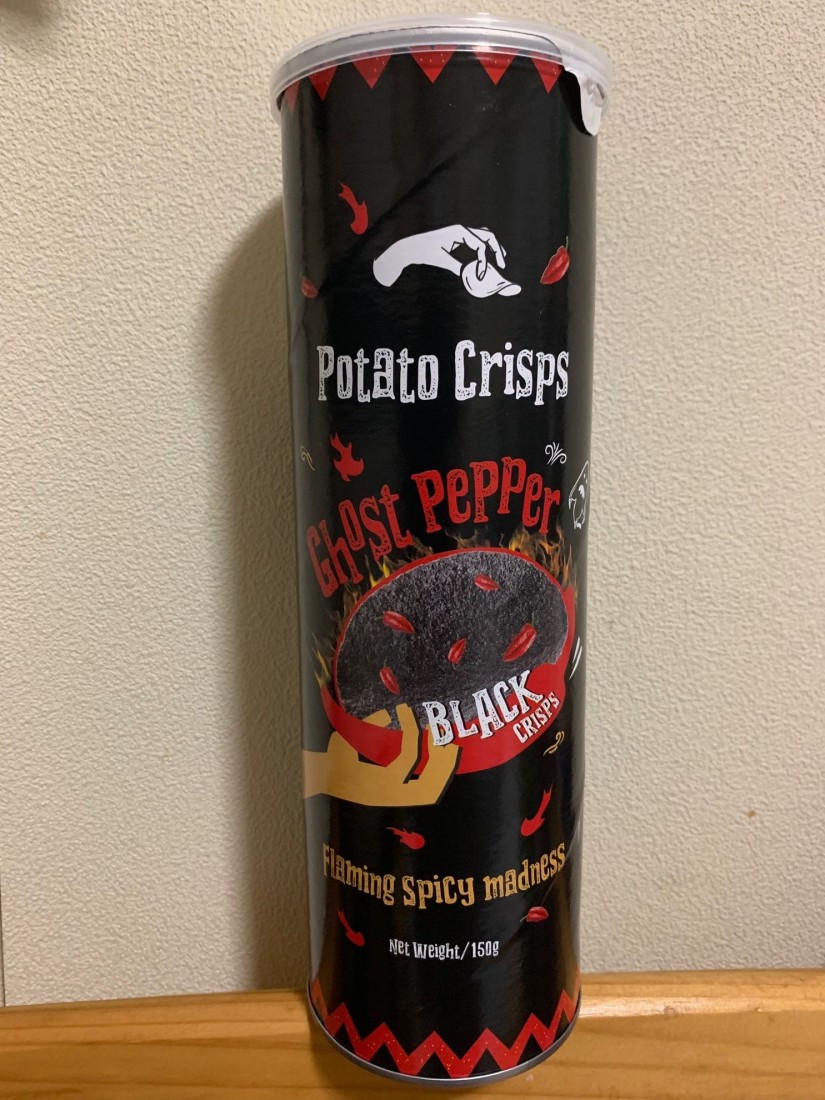 Potato Crisps
Ghost Pepper
BLACK
CRISPS
Flaming Spicy madness
Net Weight/150g